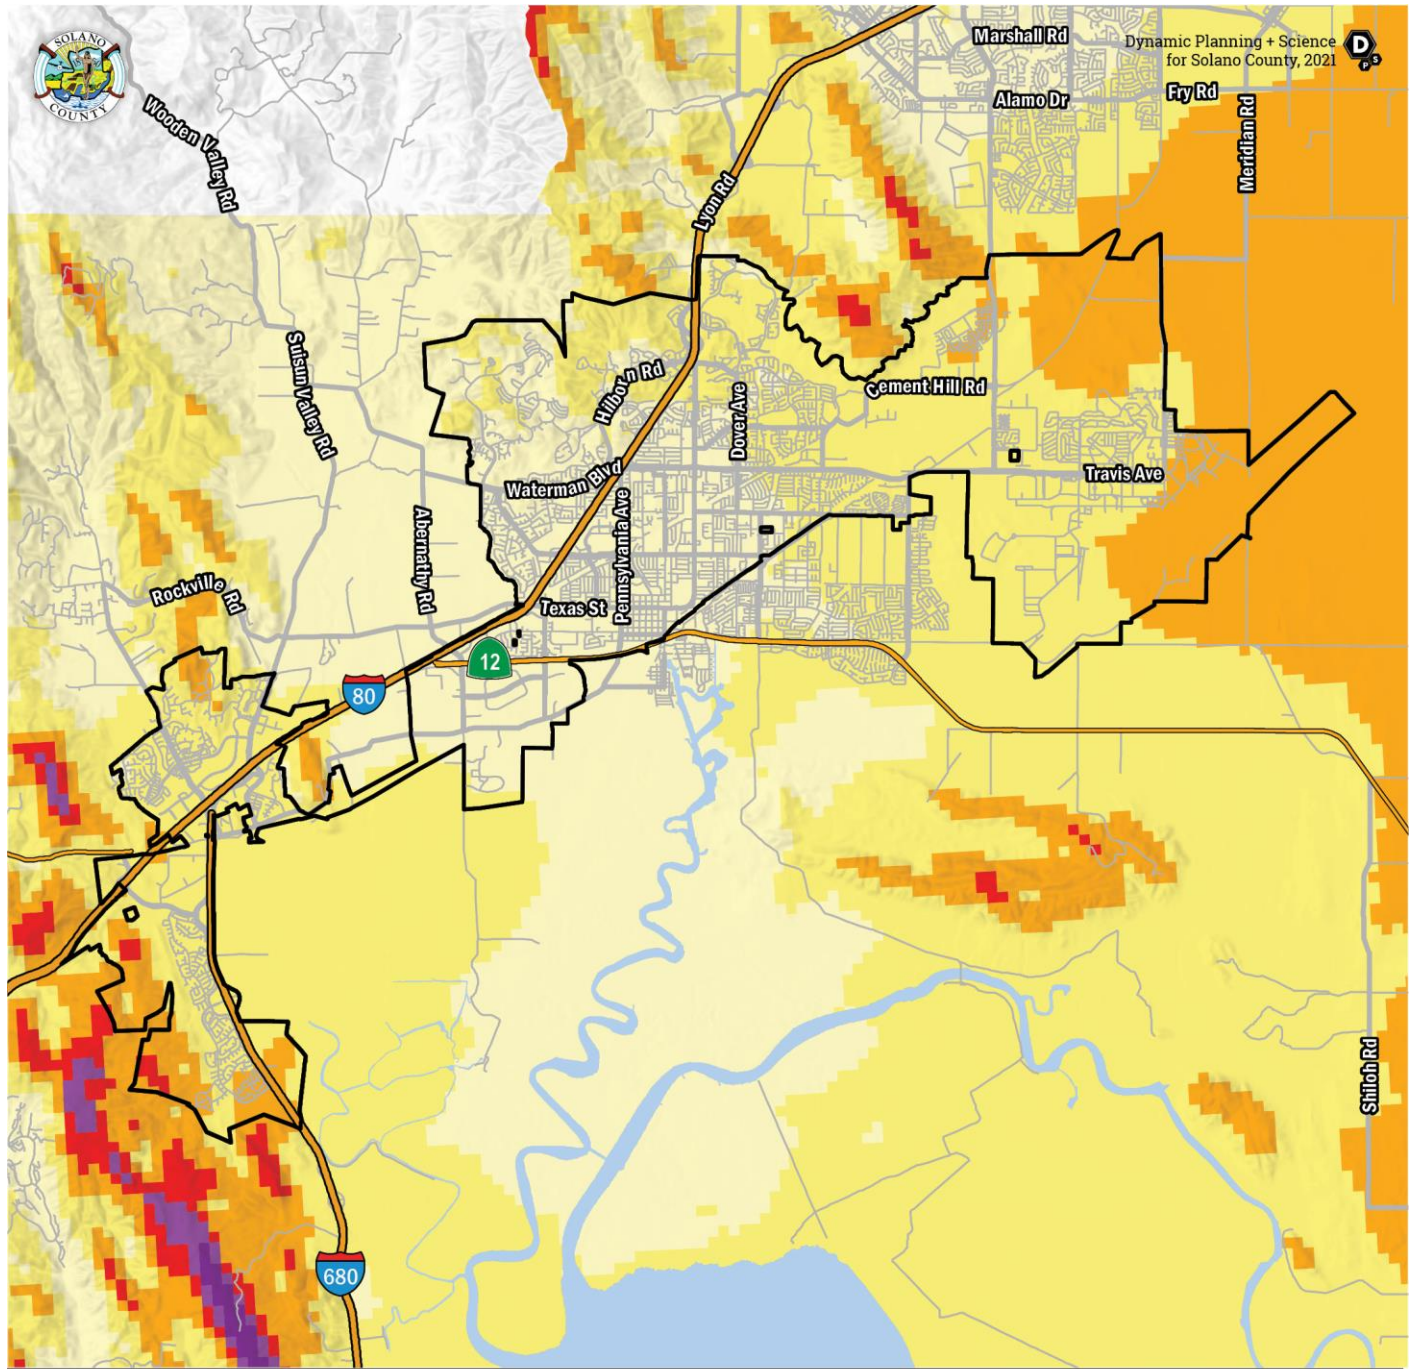 SOLANO
COUNTY
Marshall Rd
Dynamic Planning + Science
for Solano County, 2021
D
P
S
Alamo Dr
Fry Rd
Meridian Rd
Wooden Valley Rd
Lyon Rd
Suisun Valley Rd
Hilborn Rd
Dover Ave
Cement Hill Rd
Waterman Blvd
Travis Ave
Abernathy Rd
Pennsylvania Ave
Rockville Rd
Texas St
12
80
Shiloh Rd
680